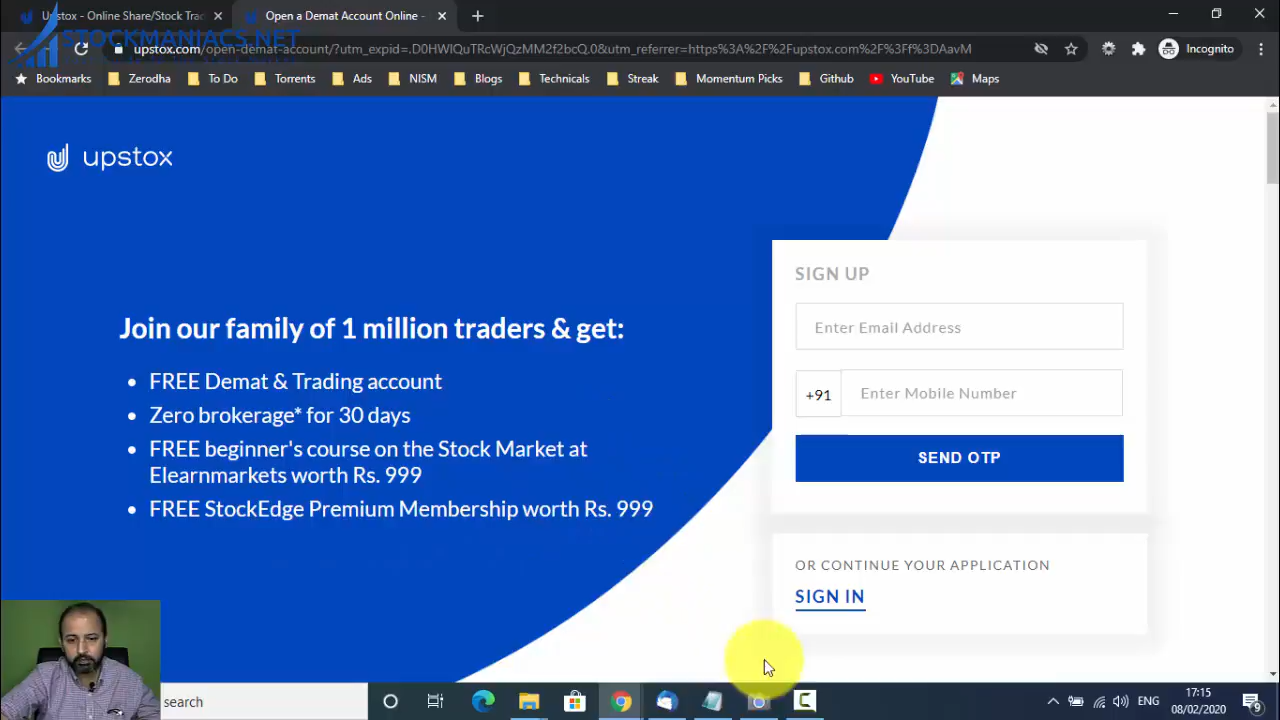 Upstox - Online Share/Stock Trad
Open a Demat Account Online -
STOCKMANIACS.NET
upstox.com/open-demat-account/?utm_expid=.D0HWIQuTRcWjQzMM2f2bcQ.0&utm_referrer=https%3A%2F%2Fupstox.com%2F%3Ff%3DAavM
Incognito
Bookmarks Zerodha To Do Torrents Ads NISM Blogs Technicals Streak Momentum Picks Github YouTube Maps
upstox
Join our family of 1 million traders & get:
• FREE Demat & Trading account
• Zero brokerage* for 30 days
• FREE beginner's course on the Stock Market at
Elearnmarkets worth Rs. 999
• FREE StockEdge Premium Membership worth Rs. 999
SIGN UP
Enter Email Address
+91 Enter Mobile Number
SEND OTP
OR CONTINUE YOUR APPLICATION
SIGN IN
search
ENG
17:15
08/02/2020
9